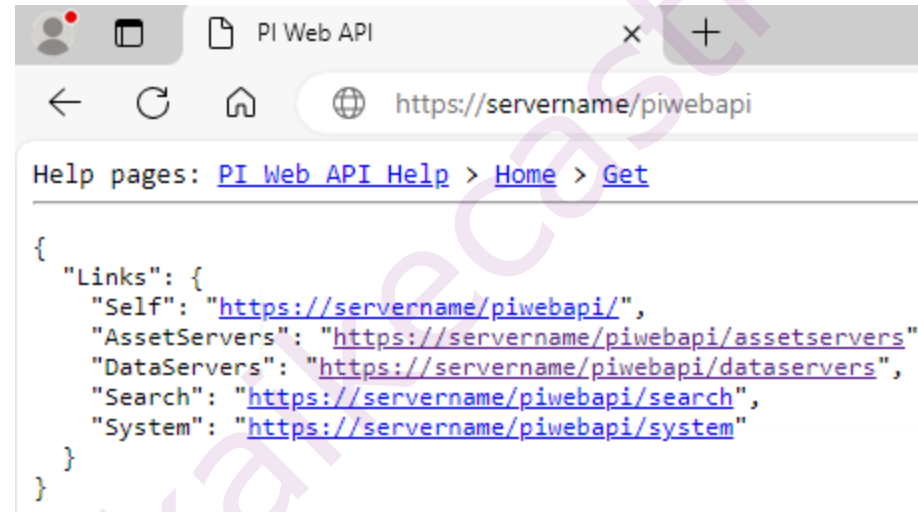 PI Web API
https://servername/piwebapi
Help pages: PI Web API Help > Home > Get
{
"Links": {
"Self": "https://servername/piwebapi/",
"AssetServers": "https://servername/piwebapi/assetservers"
"DataServers": "https://servername/piwebapi/dataservers",
"Search": "https://servername/piwebapi/search",
"System": "https://servername/piwebapi/system"
}
}